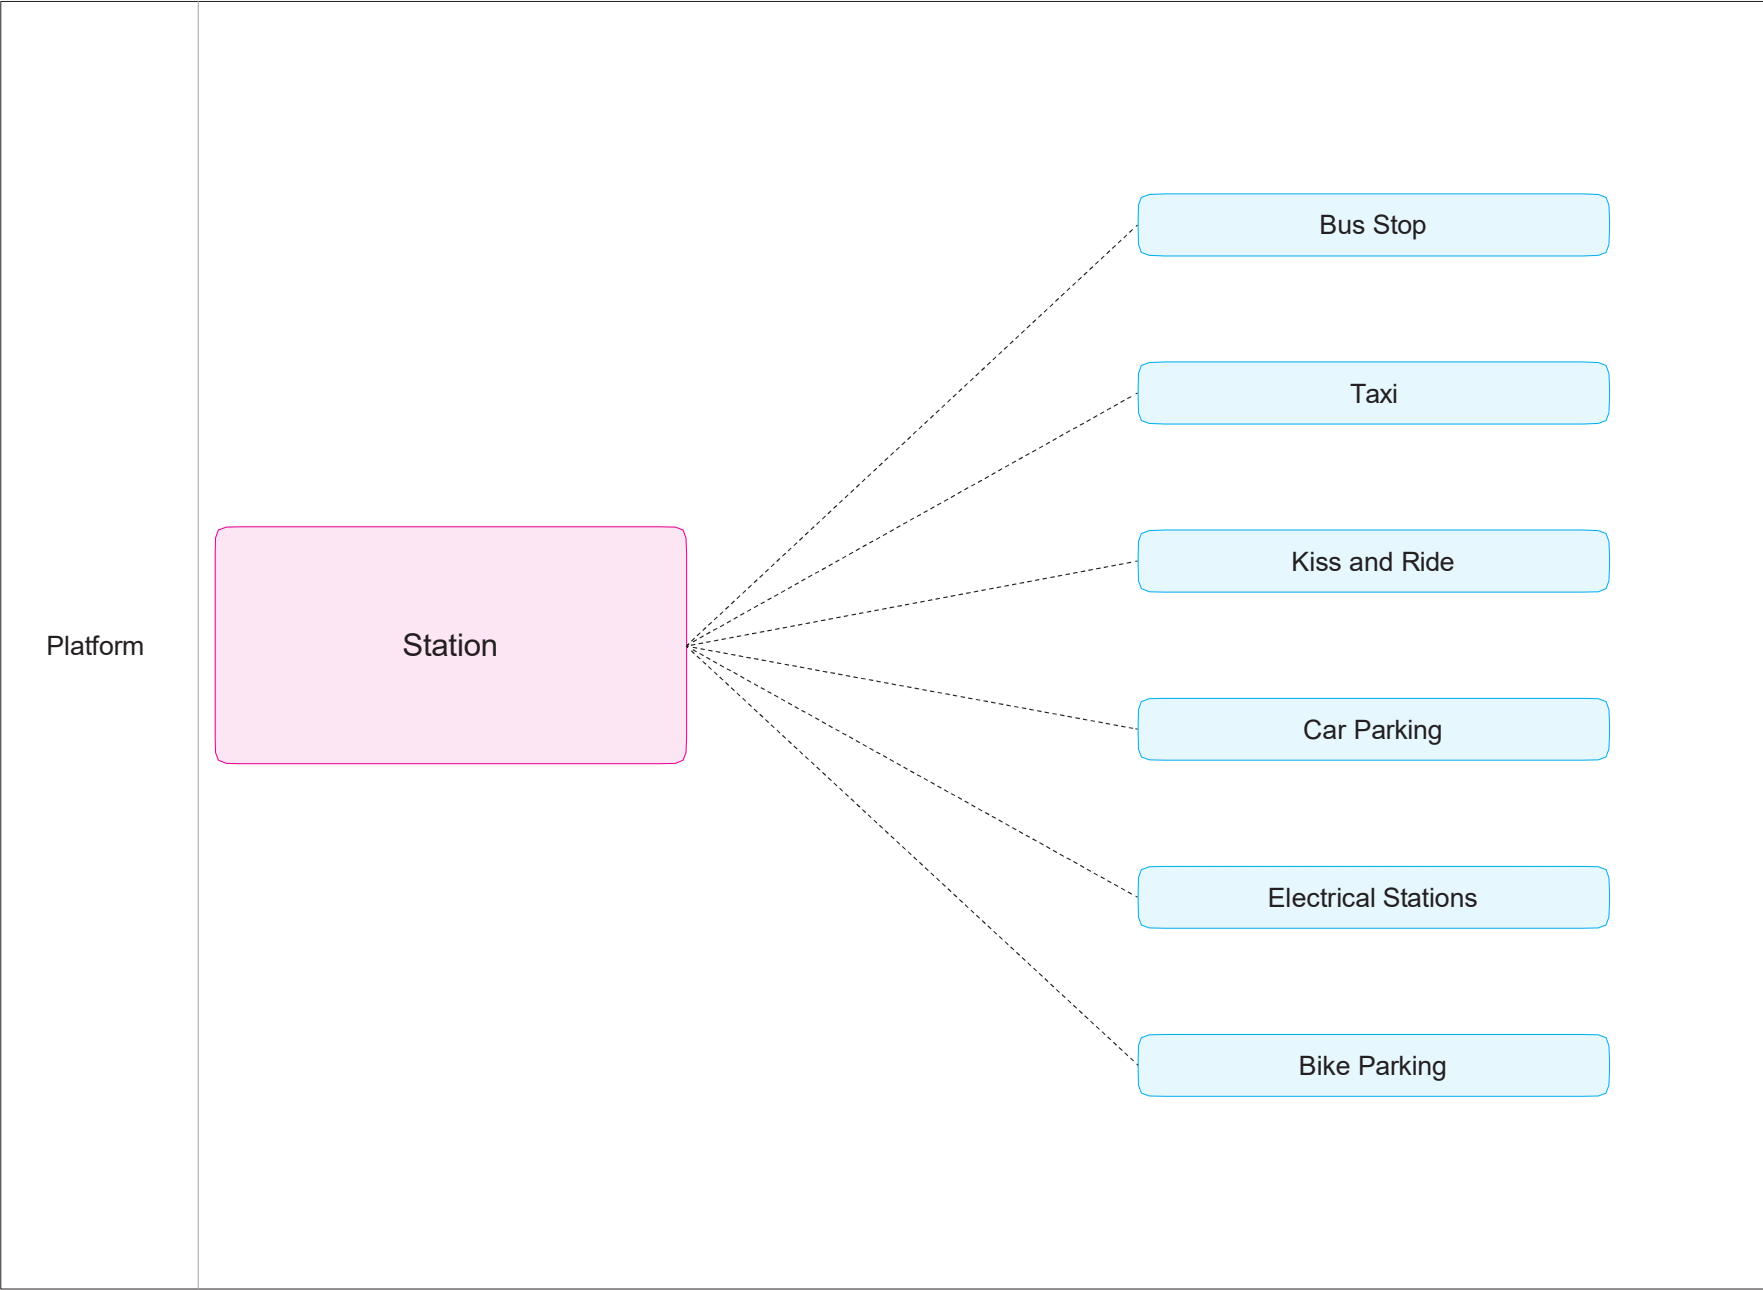 Platform
Station
Bus Stop
Taxi
Kiss and Ride
Car Parking
Electrical Stations
Bike Parking